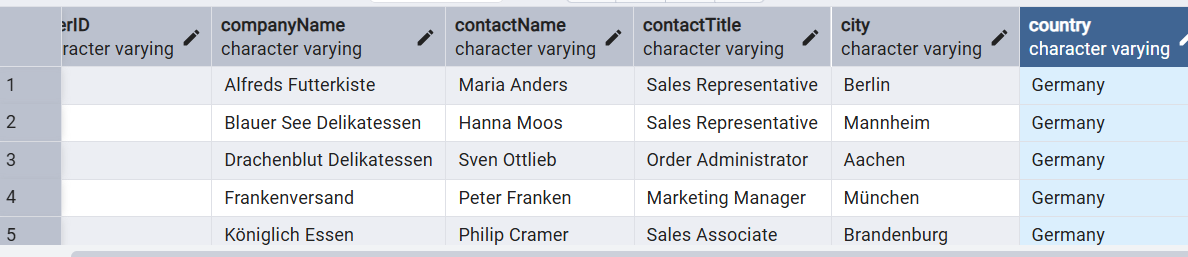 erID companyName contactName contactTitle city country
racter varying character varying character varying character varying character varying character varying
1 Alfreds Futterkiste Maria Anders Sales Representative Berlin Germany
2 Blauer See Delikatessen Hanna Moos Sales Representative Mannheim Germany
3 Drachenblut Delikatessen Sven Ottlieb Order Administrator Aachen Germany
4 Frankenversand Peter Franken Marketing Manager München Germany
5 Königlich Essen Philip Cramer Sales Associate Brandenburg Germany